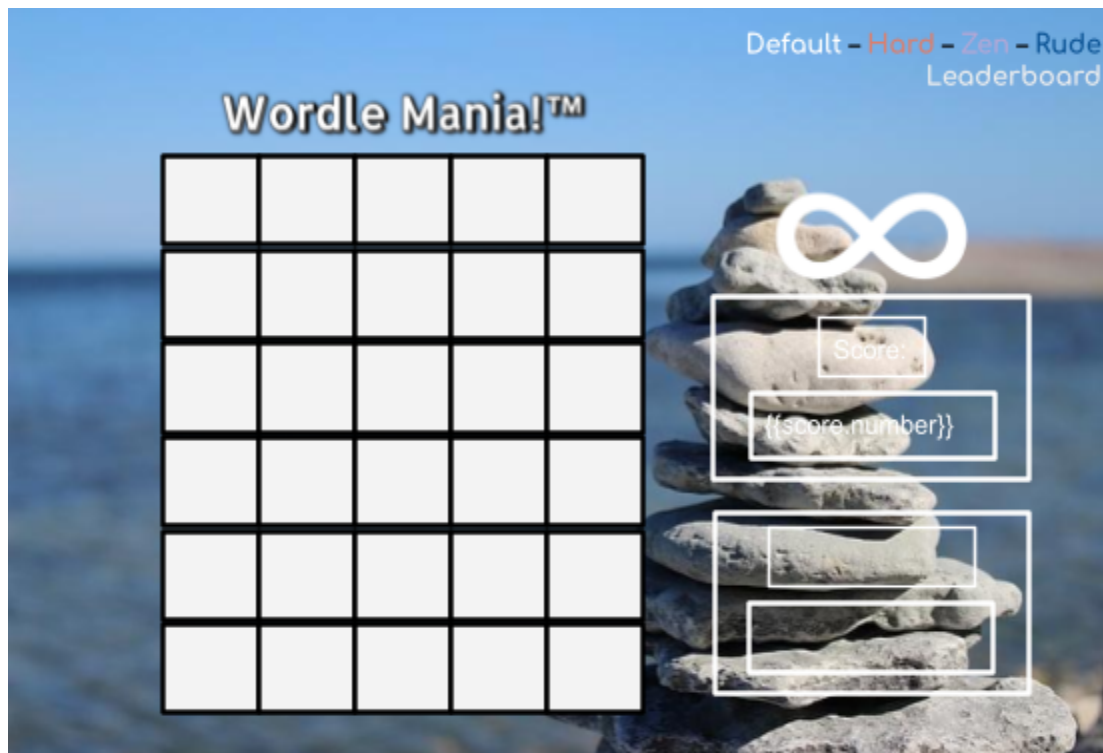 Default - Hard - Zen - Rude
Leaderboard
Wordle Mania!™
Score:
{{score.number}}